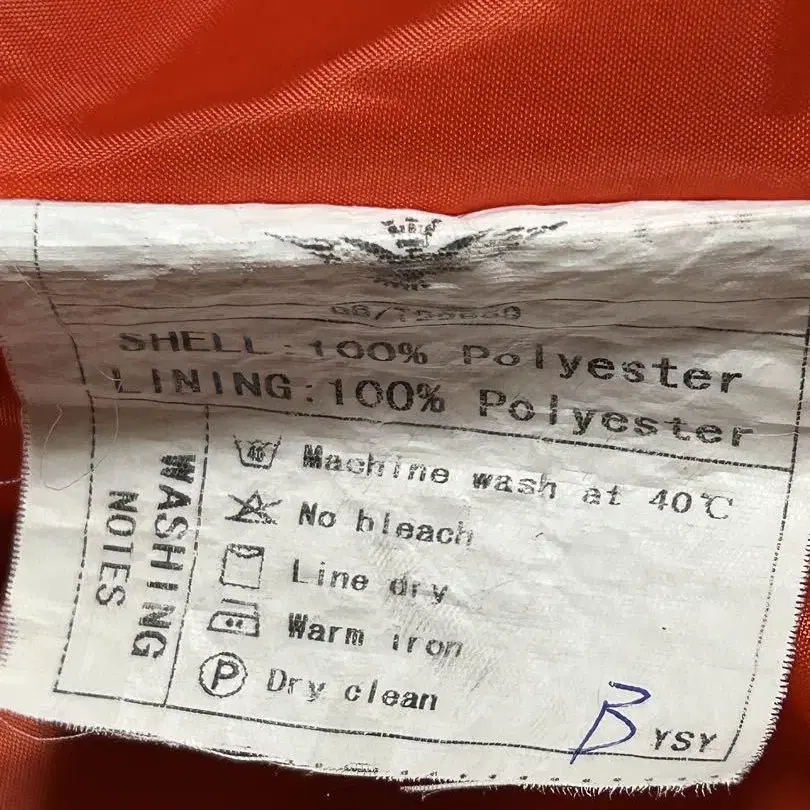 SHELL:100% Polyester
LINING:100% Polyester
WASHING
NOTES
Machine wash at 40℃
No bleach
Line dry
Warm iron
P Dry clean
B YSY